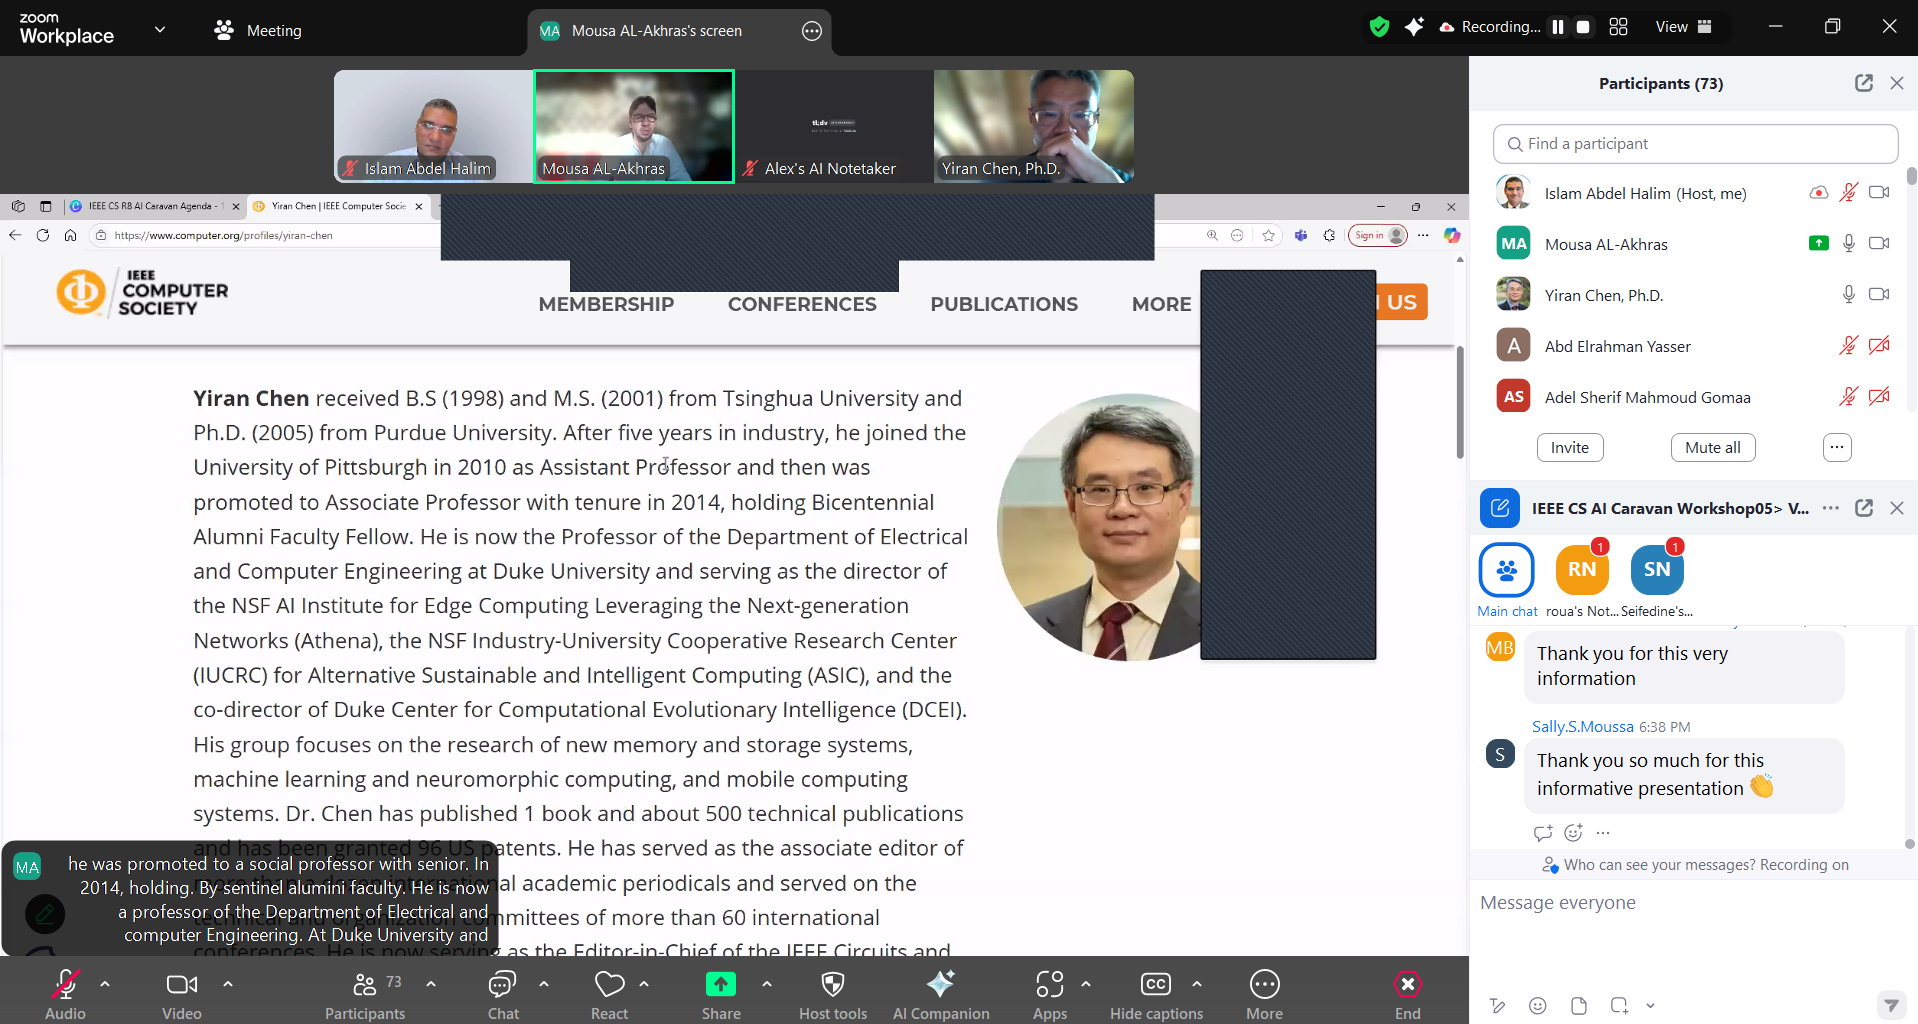 zoom
Workplace
Meeting
MA Mousa AL-Akhras's screen
Recording...
View
Islam Abdel Halim
Mousa AL-Akhras
tl;dv
Alex's AI Notetaker
Yiran Chen, Ph.D.
IEEE CS R8 AI Caravan Agenda -
Yiran Chen | IEEE Computer Socie
https://www.computer.org/profiles/yiran-chen
Sign in
IEEE
COMPUTER
SOCIETY
MEMBERSHIP
CONFERENCES
PUBLICATIONS
MORE
US
Yiran Chen received B.S (1998) and M.S. (2001) from Tsinghua University and
Ph.D. (2005) from Purdue University. After five years in industry, he joined the
University of Pittsburgh in 2010 as Assistant Professor and then was
promoted to Associate Professor with tenure in 2014, holding Bicentennial
Alumni Faculty Fellow. He is now the Professor of the Department of Electrical
and Computer Engineering at Duke University and serving as the director of
the NSF AI Institute for Edge Computing Leveraging the Next-generation
Networks (Athena), the NSF Industry-University Cooperative Research Center
(IUCRC) for Alternative Sustainable and Intelligent Computing (ASIC), and the
co-director of Duke Center for Computational Evolutionary Intelligence (DCEI).
His group focuses on the research of new memory and storage systems,
machine learning and neuromorphic computing, and mobile computing
systems. Dr. Chen has published 1 book and about 500 technical publications
and has been granted 96 US patents. He has served as the associate editor of
al academic periodicals and served on the
technical and organization committees of more than 60 international
conferences. He is now serving as the Editor-in-Chief of the IEEE Circuits and
MA
he was promoted to a social professor with senior. In
2014, holding. By sentinel alumini faculty. He is now
a professor of the Department of Electrical and
computer Engineering. At Duke University and
Audio
Video
73
Participants
Chat
React
Share
Host tools
AI Companion
Apps
CC
Hide captions
More
End
Participants (73)
Find a participant
Islam Abdel Halim (Host, me)
MA Mousa AL-Akhras
Yiran Chen, Ph.D.
A Abd Elrahman Yasser
AS Adel Sherif Mahmoud Gomaa
Invite
Mute all
IEEE CS AI Caravan Workshop05> V...
RN 1
SN 1
Main chat
roua's Not...
Seifedine's...
MB
Thank you for this very
information
Sally.S.Moussa 6:38 PM
S
Thank you so much for this
informative presentation 👏
Who can see your messages? Recording on
Message everyone